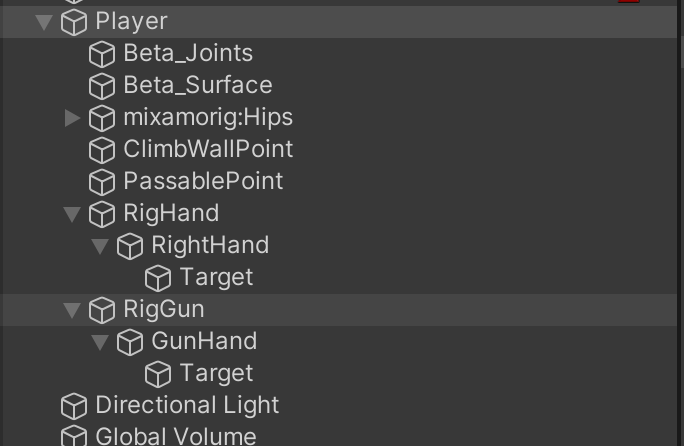 Player
Beta_Joints
Beta_Surface
mixamorig:Hips
ClimbWallPoint
PassablePoint
RigHand
RightHand
Target
RigGun
GunHand
Target
Directional Light
Global Volume